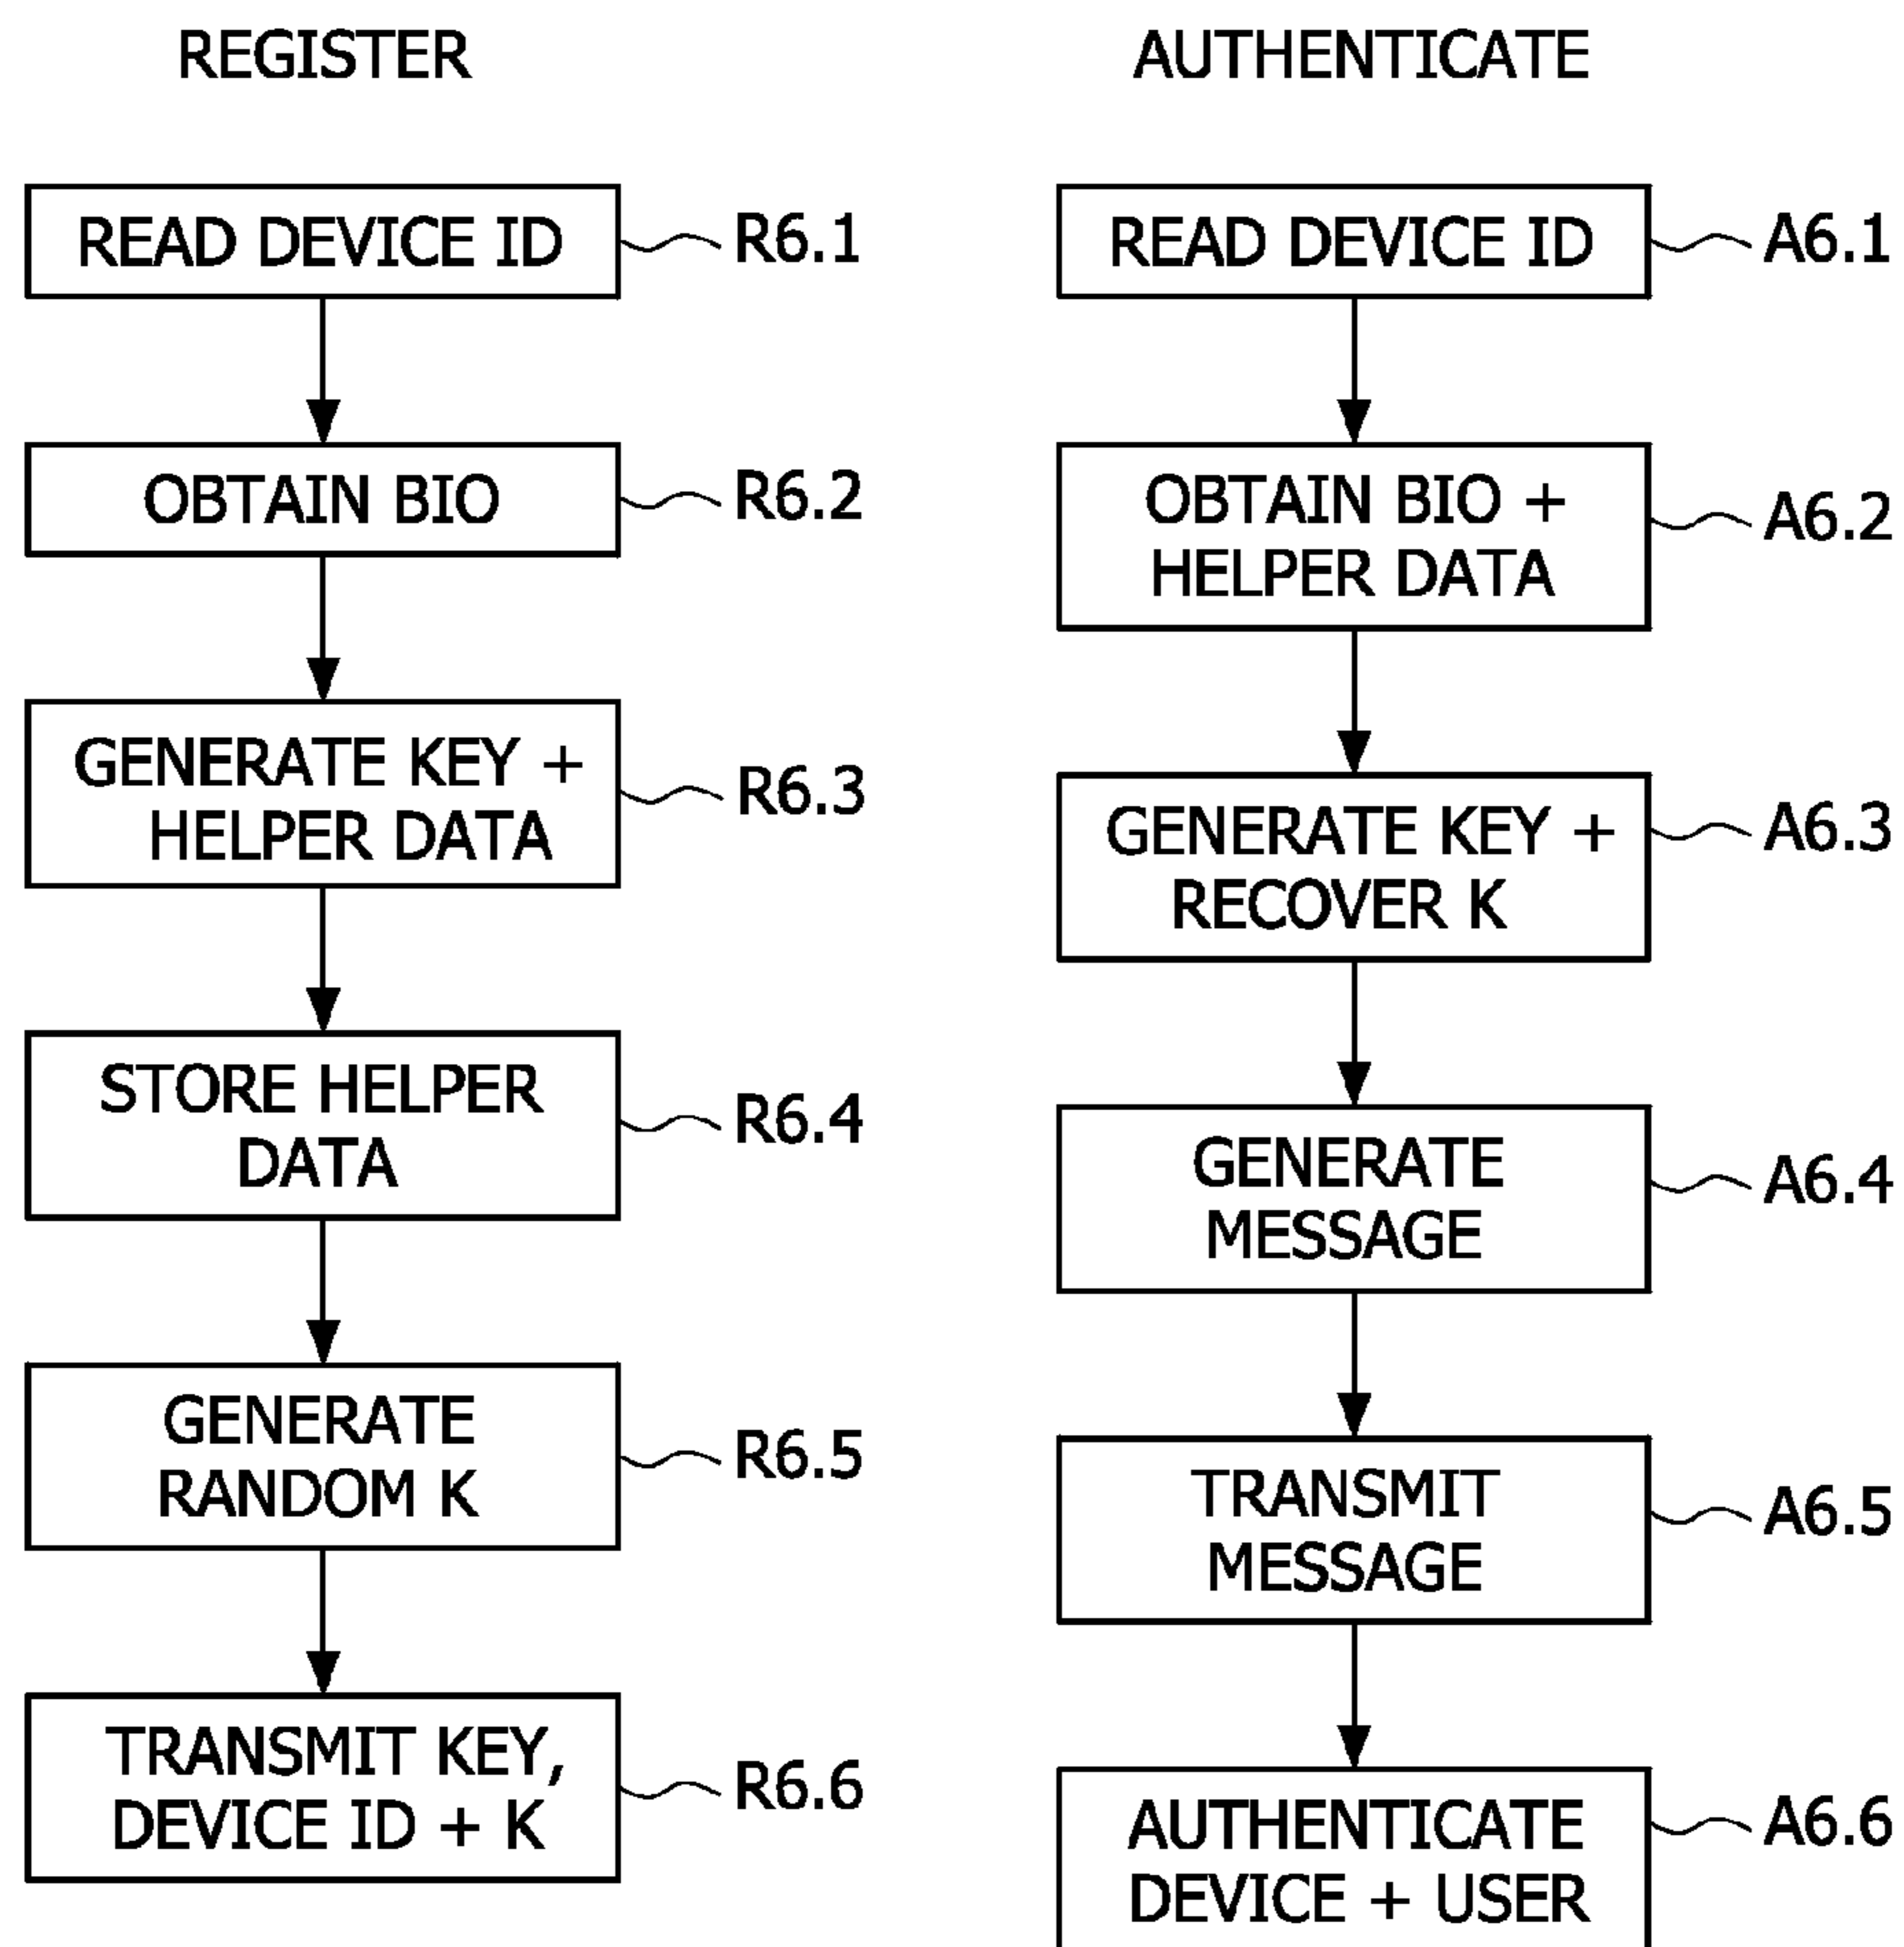 REGISTER
READ DEVICE ID
R6.1
OBTAIN BIO
R6.2
GENERATE KEY +
HELPER DATA
R6.3
STORE HELPER
DATA
R6.4
GENERATE
RANDOM K
R6.5
TRANSMIT KEY,
DEVICE ID + K
R6.6
AUTHENTICATE
READ DEVICE ID
A6.1
OBTAIN BIO +
HELPER DATA
A6.2
GENERATE KEY +
RECOVER K
A6.3
GENERATE
MESSAGE
A6.4
TRANSMIT
MESSAGE
A6.5
AUTHENTICATE
DEVICE + USER
A6.6